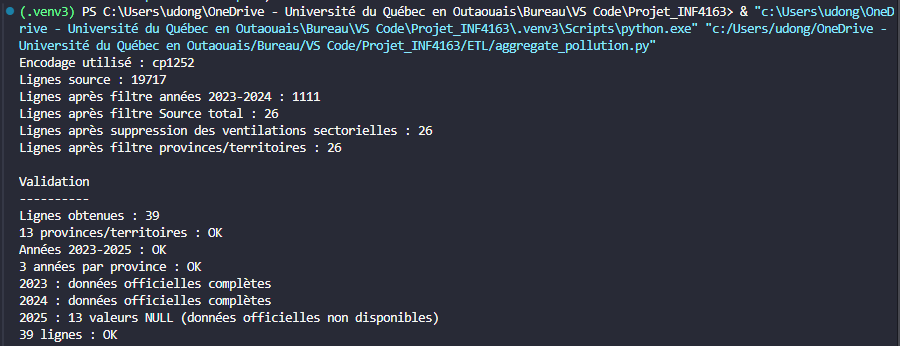 (.venv3) PS C:\Users\udong\OneDrive - Université du Québec en Outaouais\Bureau\VS Code\Projet_INF4163> & "c:\Users\udong\OneD
rive - Université du Québec en Outaouais\Bureau\VS Code\Projet_INF4163\.venv3\Scripts\python.exe" "c:/Users/udong/OneDrive -
Université du Québec en Outaouais/Bureau/VS Code/Projet_INF4163/ETL/aggregate_pollution.py"
Encodage utilisé : cp1252
Lignes source : 19717
Lignes après filtre années 2023-2024 : 1111
Lignes après filtre Source total : 26
Lignes après suppression des ventilations sectorielles : 26
Lignes après filtre provinces/territoires : 26
Validation
----------
Lignes obtenues : 39
13 provinces/territoires : OK
Années 2023-2025 : OK
3 années par province : OK
2023 : données officielles complètes
2024 : données officielles complètes
2025 : 13 valeurs NULL (données officielles non disponibles)
39 lignes : OK